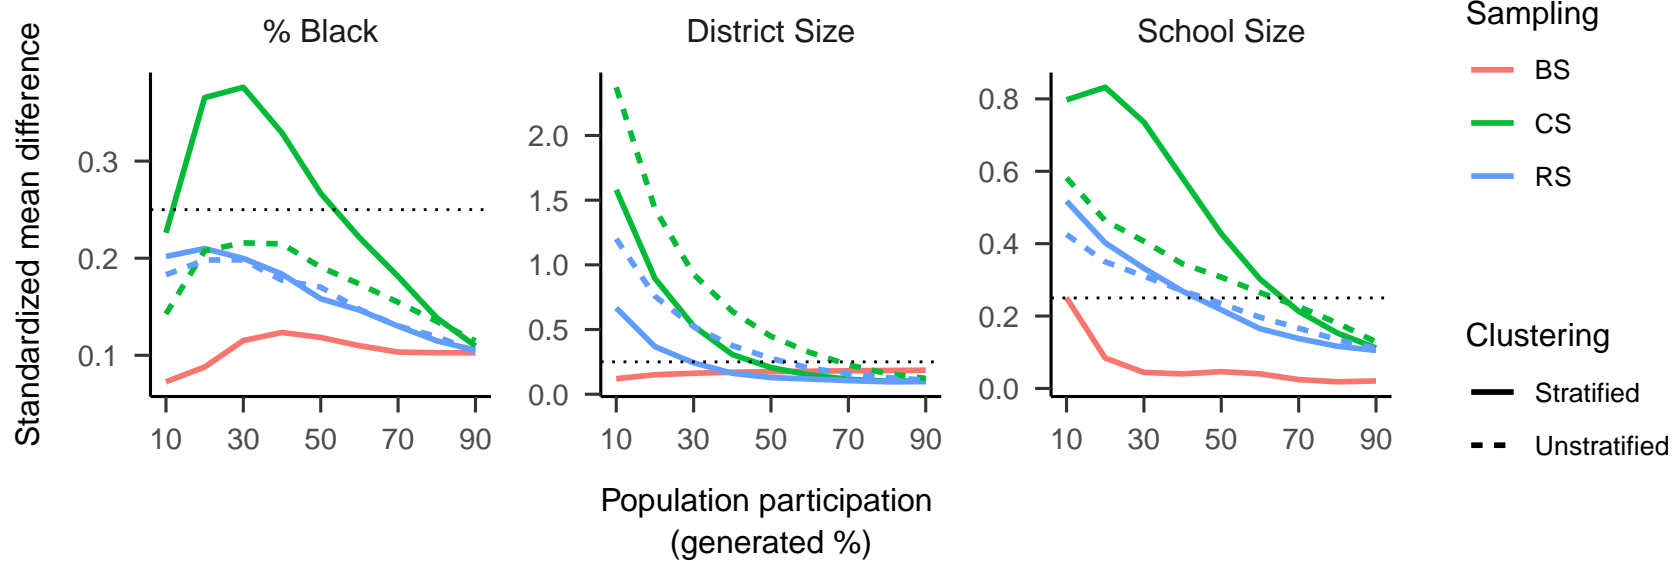 Standardized mean difference
% Black
0.3
0.2
0.1
10 30 50 70 90
District Size
2.0
1.5
1.0
0.5
0.0
10 30 50 70 90
School Size
0.8
0.6
0.4
0.2
0.0
10 30 50 70 90
Population participation
(generated %)
Sampling
BS
CS
RS
Clustering
Stratified
Unstratified